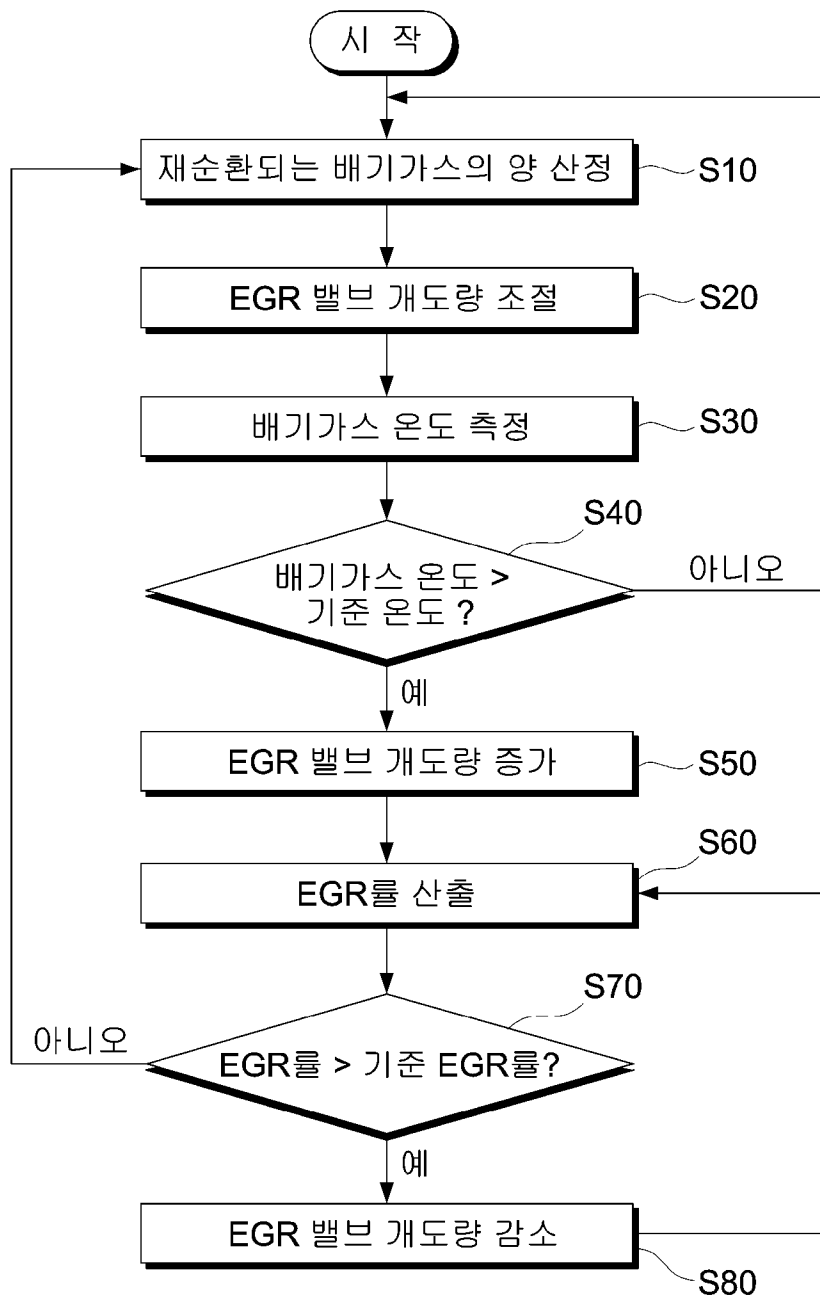 시 작
재순환되는 배기가스의 양 산정
S10
EGR 밸브 개도량 조절
S20
배기가스 온도 측정
S30
S40
배기가스 온도 >
기준 온도 ?
아니오
예
EGR 밸브 개도량 증가
S50
S60
EGR률 산출
S70
아니오
EGR률 > 기준 EGR률?
예
EGR 밸브 개도량 감소
S80